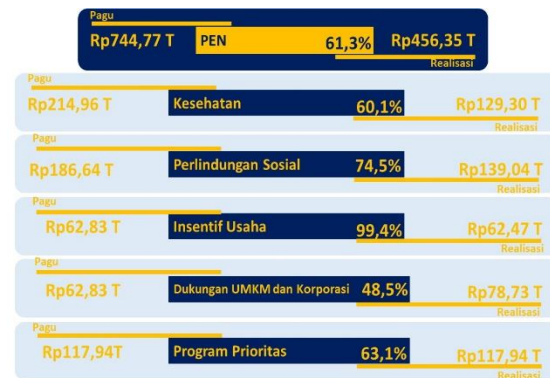 Pagu
Rp744,77 T PEN 61,3% Rp456,35 T
Realisasi
Pagu
Rp214,96 T Kesehatan 60,1% Rp129,30 T
Realisasi
Pagu
Rp186,64 T Perlindungan Sosial 74,5% Rp139,04 T
Realisasi
Pagu
Rp62,83 T Insentif Usaha 99,4% Rp62,47 T
Realisasi
Pagu
Rp62,83 T Dukungan UMKM dan Korporasi 48,5% Rp78,73 T
Realisasi
Pagu
Rp117,94T Program Prioritas 63,1% Rp117,94 T
Realisasi